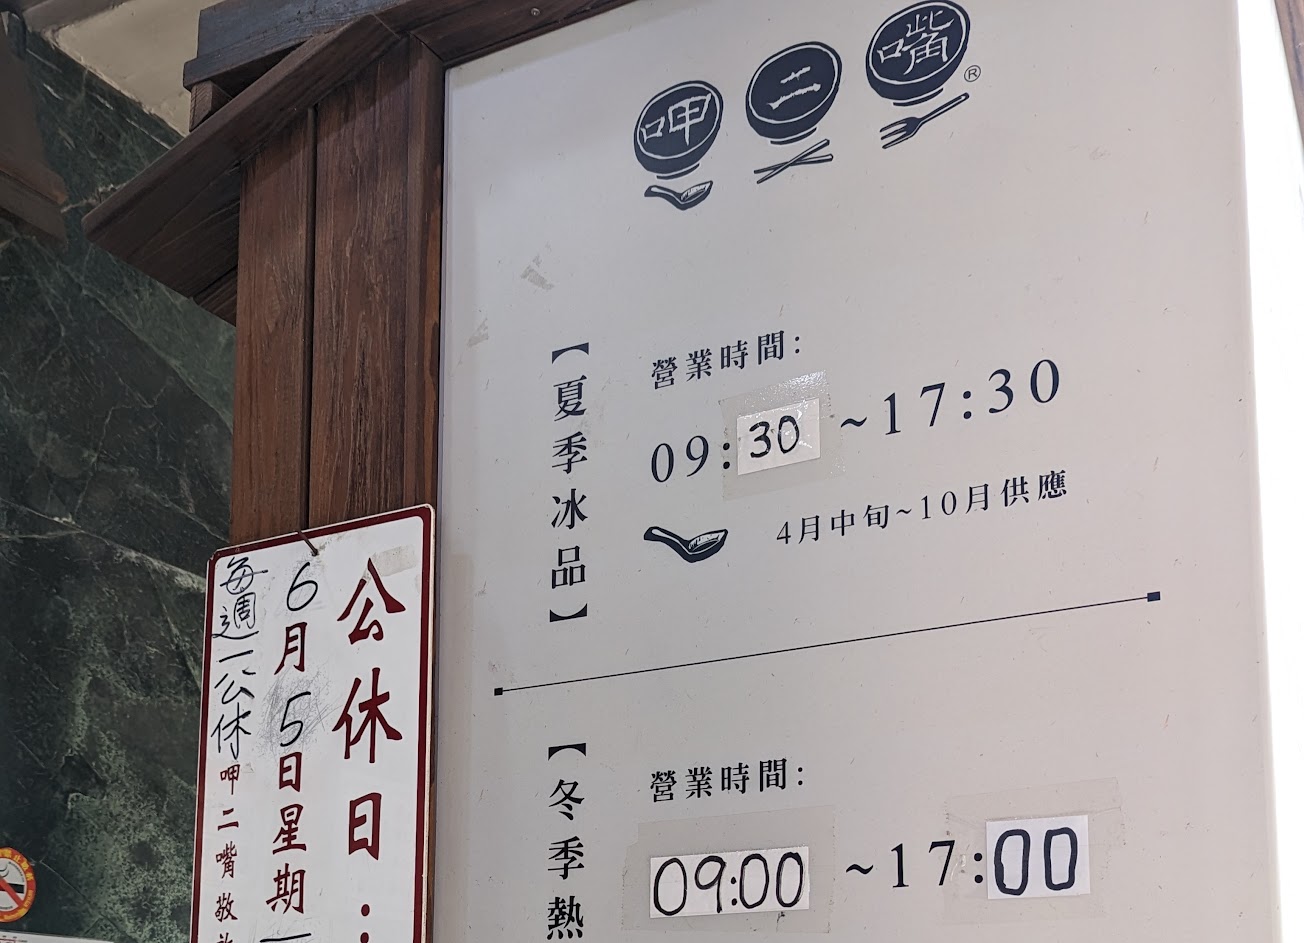 呷二嘴®
【夏季冰品】
營業時間:
09:30 ~17:30
4月中旬~10月供應
【冬季熱
營業時間:
09:00 ~17:00
公休日:
6月5日星期一
每週一公休
呷二嘴敬